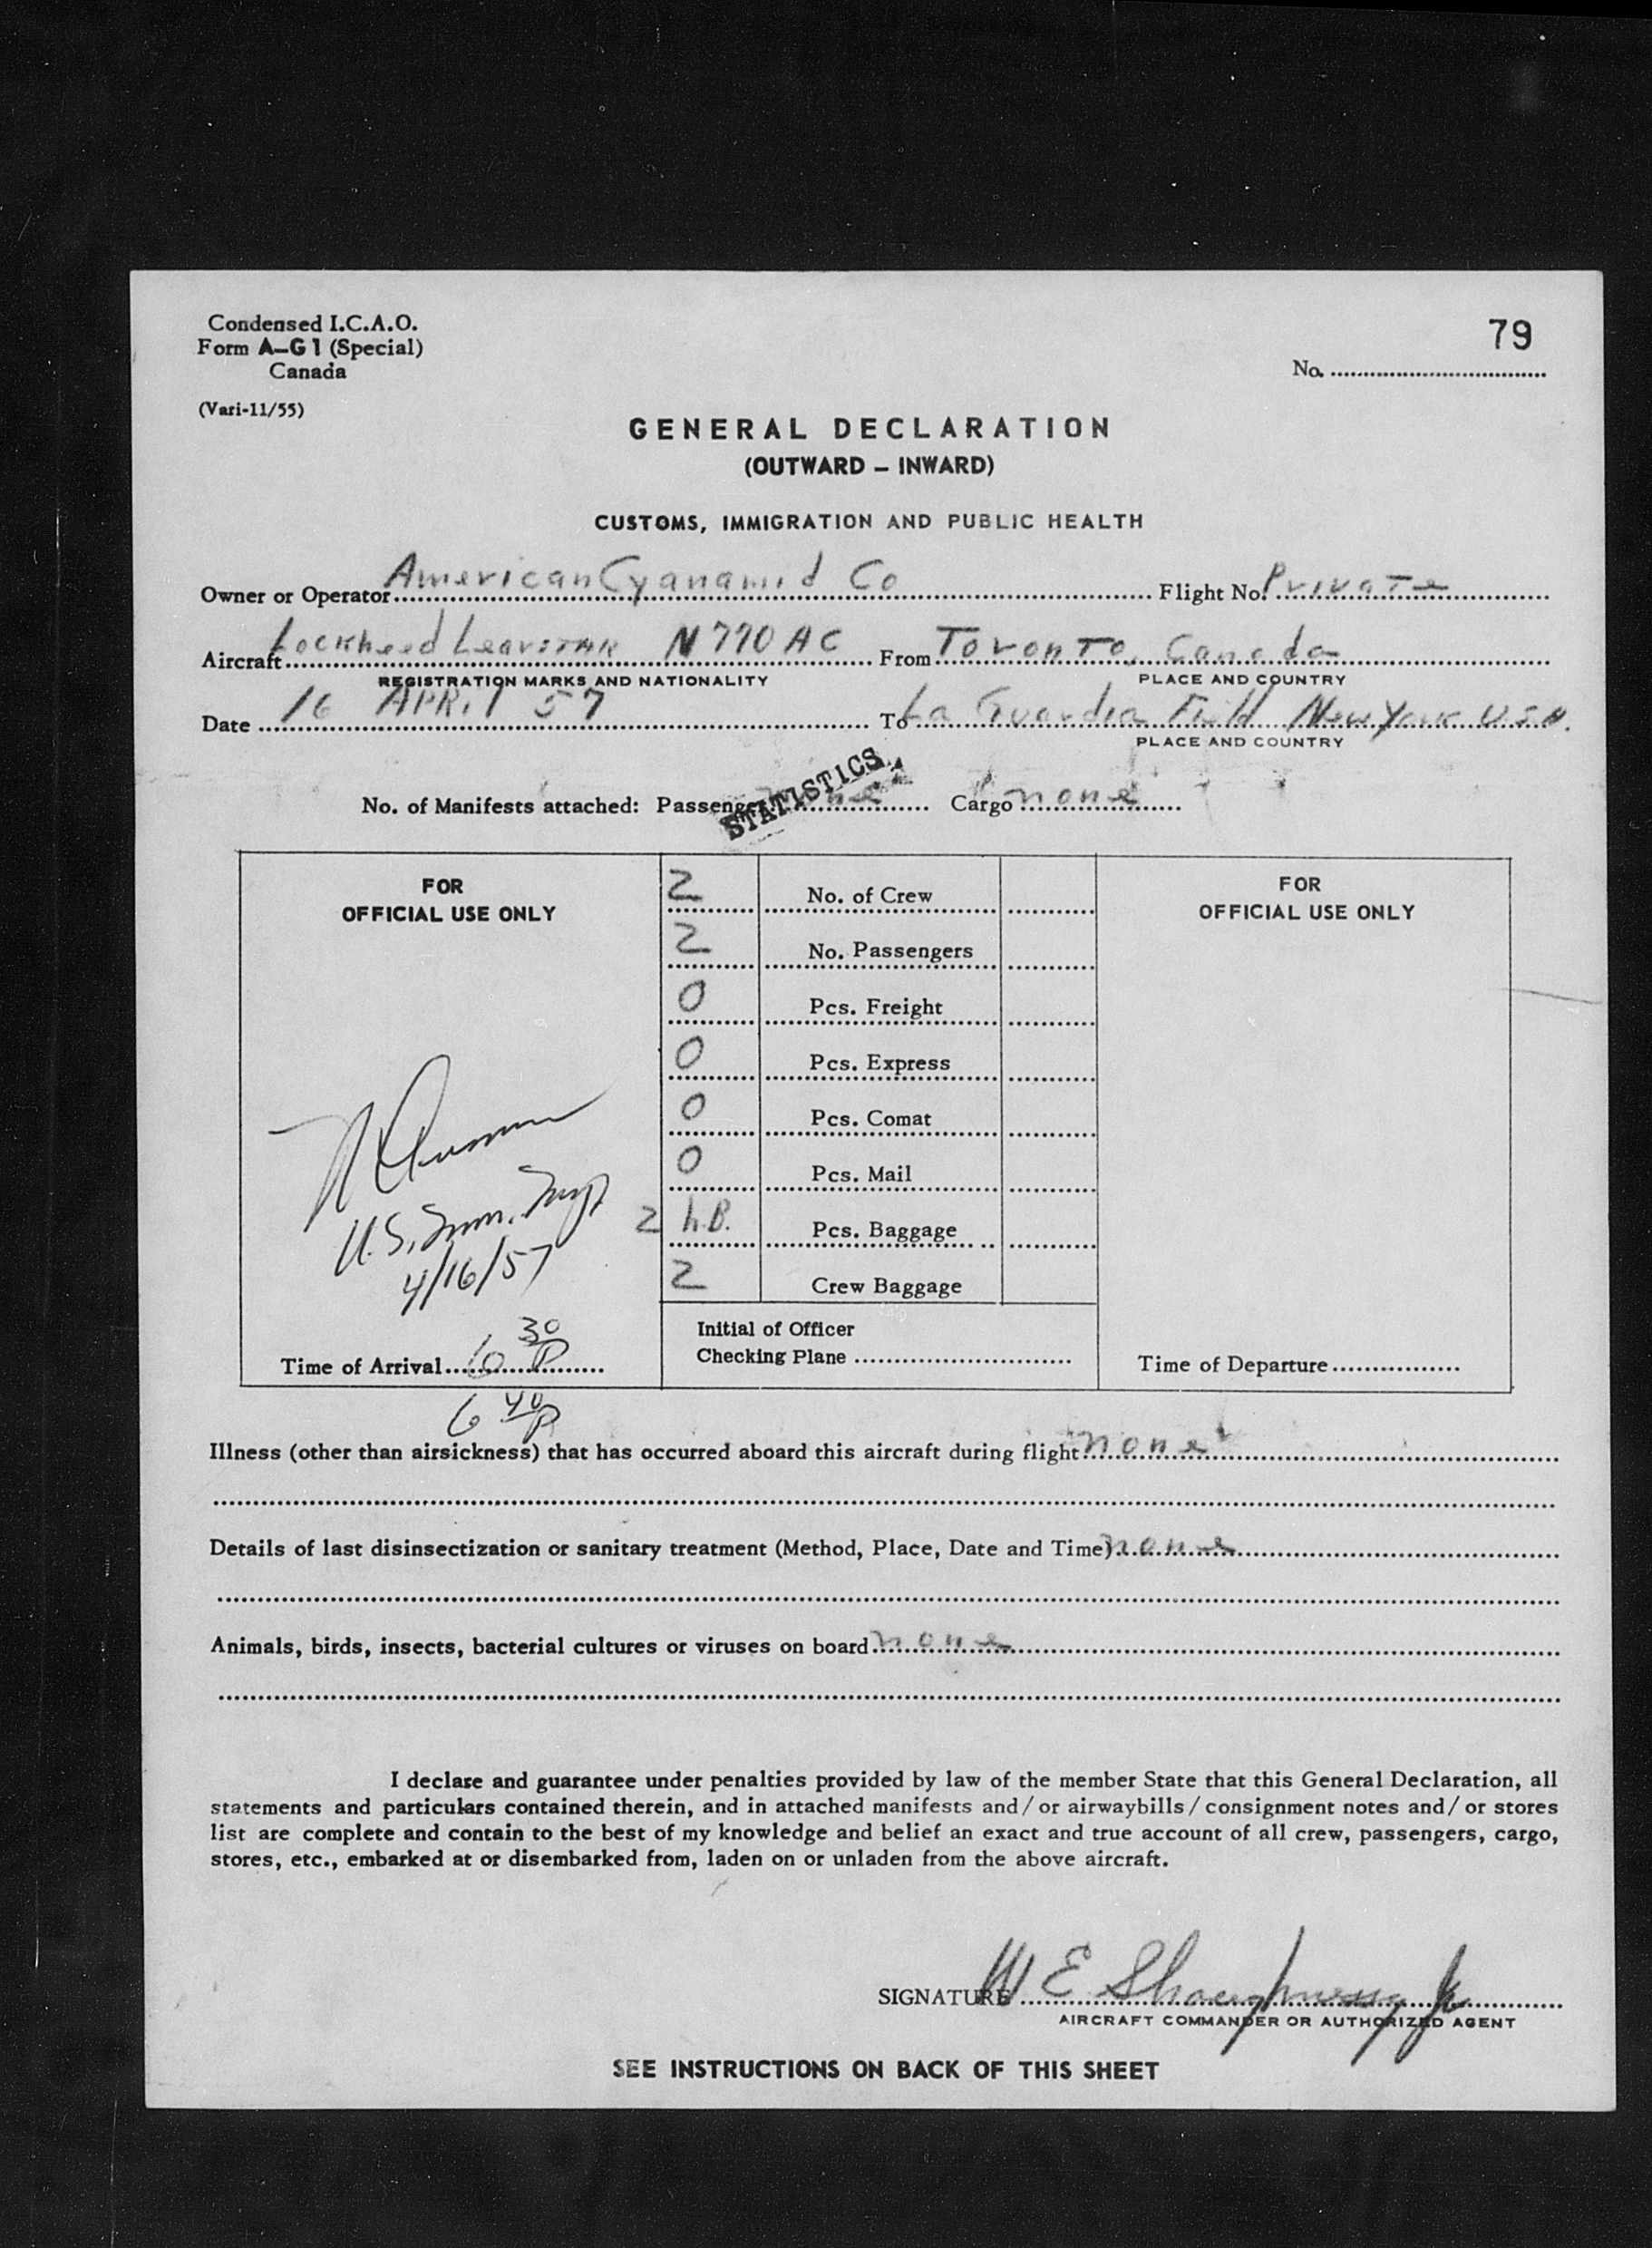 Condensed I.C.A.O.
Form A–G 1 (Special)
Canada
(Vari-11/55)
79
No. ..............................
GENERAL DECLARATION
(OUTWARD – INWARD)
CUSTOMS, IMMIGRATION AND PUBLIC HEALTH
Owner or Operator American Cyanamid Co Flight No. Private
Aircraft Lockheed Learstar N770AC From Toronto, Canada
REGISTRATION MARKS AND NATIONALITY PLACE AND COUNTRY
Date 16 APRil 57 To La Guardia Field New York U.S.A.
PLACE AND COUNTRY
STATISTICS
No. of Manifests attached: Passenger Cargo none
FOR
OFFICIAL USE ONLY
2 No. of Crew
2 No. Passengers
0 Pcs. Freight
0 Pcs. Express
0 Pcs. Comat
0 Pcs. Mail
2 h.B. Pcs. Baggage
2 Crew Baggage
FOR
OFFICIAL USE ONLY
U.S. Imm. Insp
4/16/57
Time of Arrival 6 30 P
6 40 P
Initial of Officer
Checking Plane ..............................
Time of Departure ................
Illness (other than airsickness) that has occurred aboard this aircraft during flight none
Details of last disinsectization or sanitary treatment (Method, Place, Date and Time) none
Animals, birds, insects, bacterial cultures or viruses on board none
I declare and guarantee under penalties provided by law of the member State that this General Declaration, all
statements and particulars contained therein, and in attached manifests and/or airwaybills/consignment notes and/or stores
list are complete and contain to the best of my knowledge and belief an exact and true account of all crew, passengers, cargo,
stores, etc., embarked at or disembarked from, laden on or unladen from the above aircraft.
SIGNATURE W E Shaughnessy Jr
AIRCRAFT COMMANDER OR AUTHORIZED AGENT
SEE INSTRUCTIONS ON BACK OF THIS SHEET